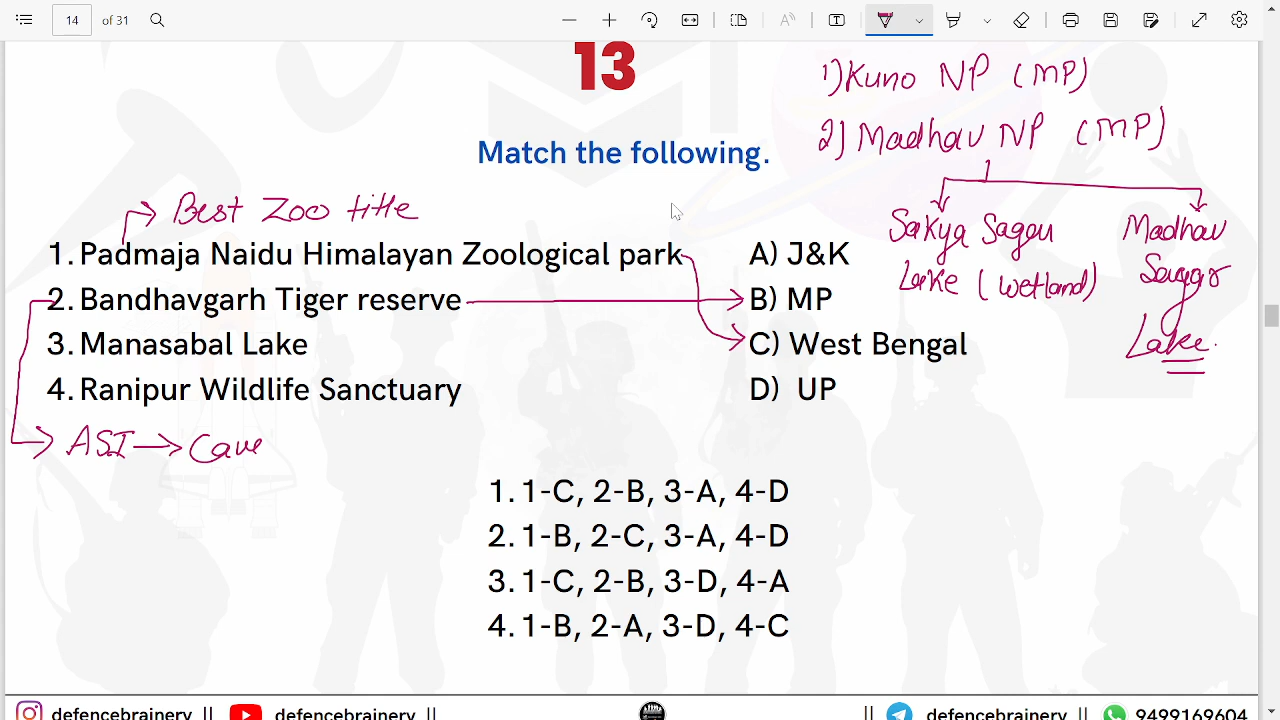 14 of 31
13
1) Kuno NP (MP)
2) Madhav NP (MP)
Match the following.
Best Zoo title
Sakya Sagar
Lake (wetland)
Madhav
Sagar
Lake.
1. Padmaja Naidu Himalayan Zoological park
A) J&K
2. Bandhavgarh Tiger reserve
B) MP
3. Manasabal Lake
C) West Bengal
4. Ranipur Wildlife Sanctuary
D) UP
ASI → Cave
1. 1-C, 2-B, 3-A, 4-D
2. 1-B, 2-C, 3-A, 4-D
3. 1-C, 2-B, 3-D, 4-A
4. 1-B, 2-A, 3-D, 4-C
defencebrainery || defencebrainery || || defencebrainery || 9499169604